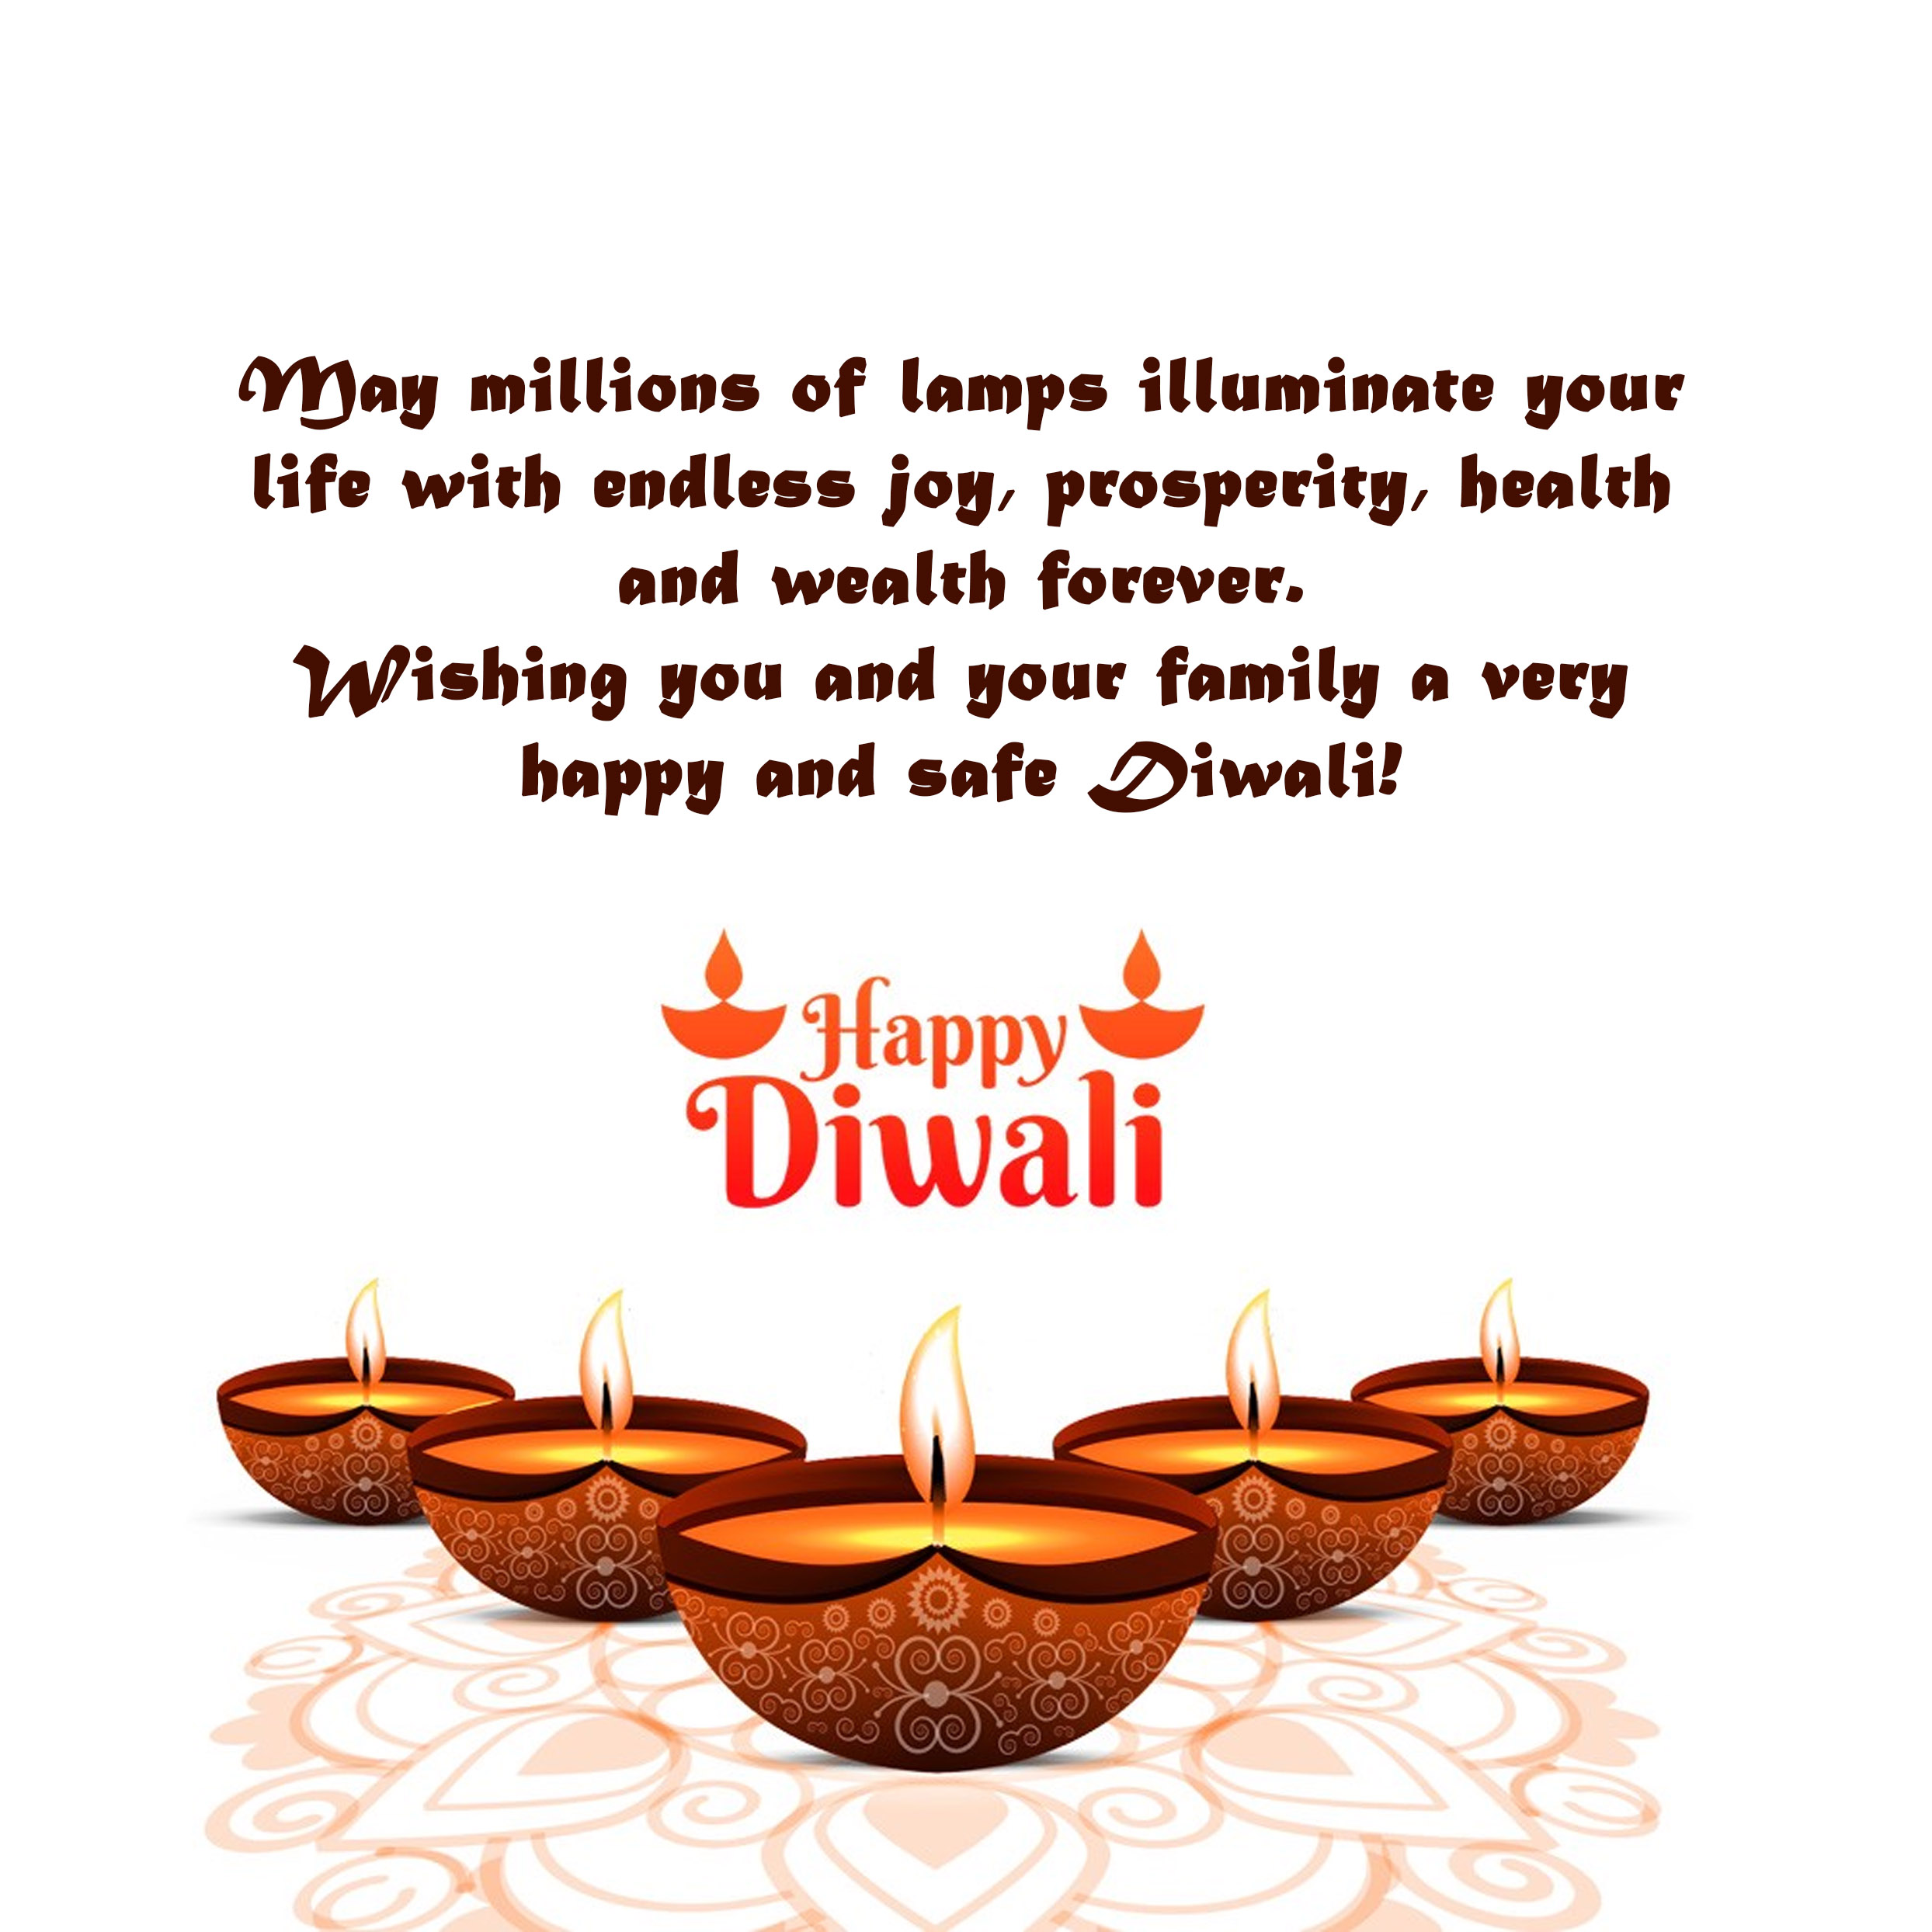 May millions of lamps illuminate your
life with endless joy, prosperity, health
and wealth forever.
Wishing you and your family a very
happy and safe Diwali!
Happy
Diwali